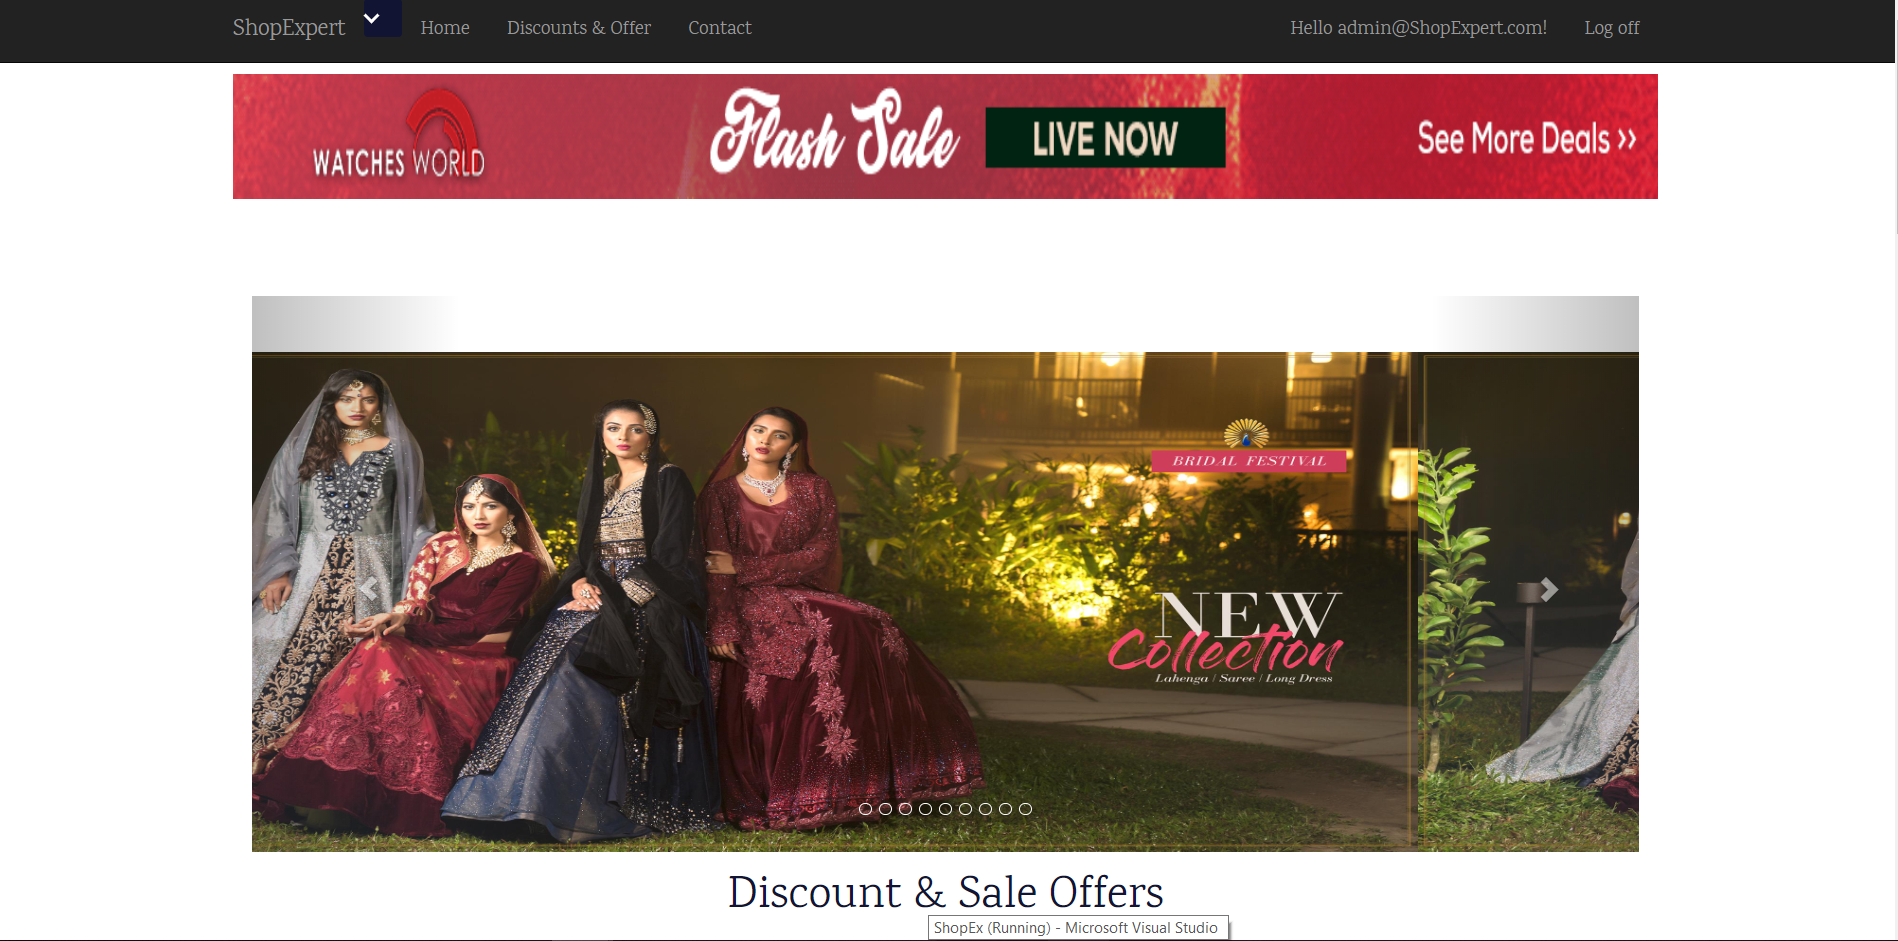 ShopExpert Home Discounts & Offer Contact Hello admin@ShopExpert.com! Log off
WATCHES WORLD Flash Sale LIVE NOW See More Deals >>
BRIDAL FESTIVAL
NEW
Collection
Lahenga / Saree / Long Dress
Discount & Sale Offers
ShopEx (Running) - Microsoft Visual Studio